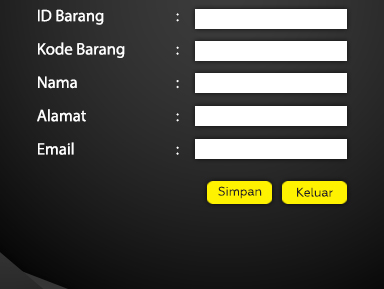 ID Barang :
Kode Barang :
Nama :
Alamat :
Email :
Simpan Keluar